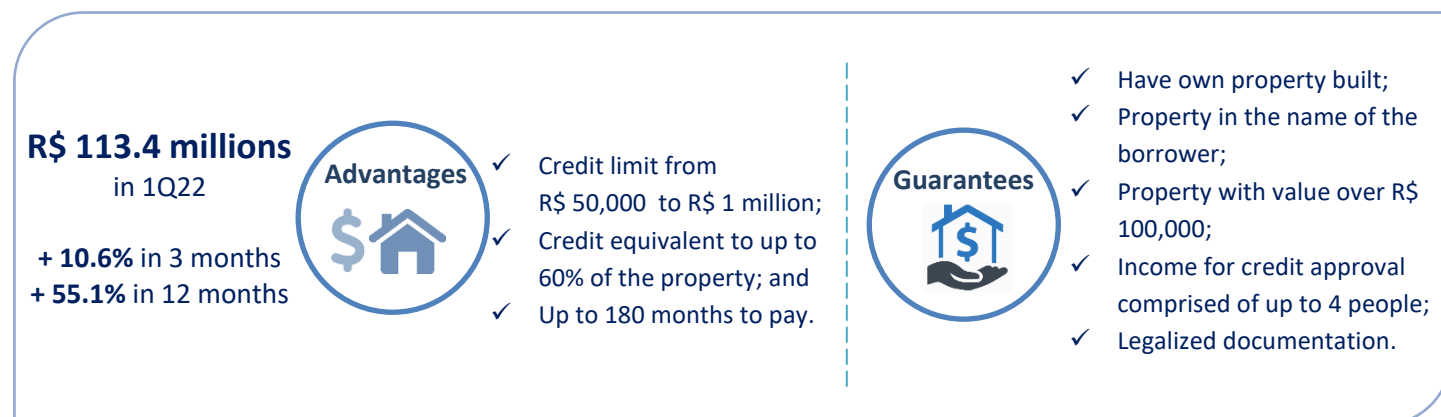 R$ 113.4 millions
in 1Q22
+ 10.6% in 3 months
+ 55.1% in 12 months
Advantages
$
✓ Credit limit from
R$ 50,000 to R$ 1 million;
✓ Credit equivalent to up to
60% of the property; and
✓ Up to 180 months to pay.
Guarantees
$
✓ Have own property built;
✓ Property in the name of the
borrower;
✓ Property with value over R$
100,000;
✓ Income for credit approval
comprised of up to 4 people;
✓ Legalized documentation.